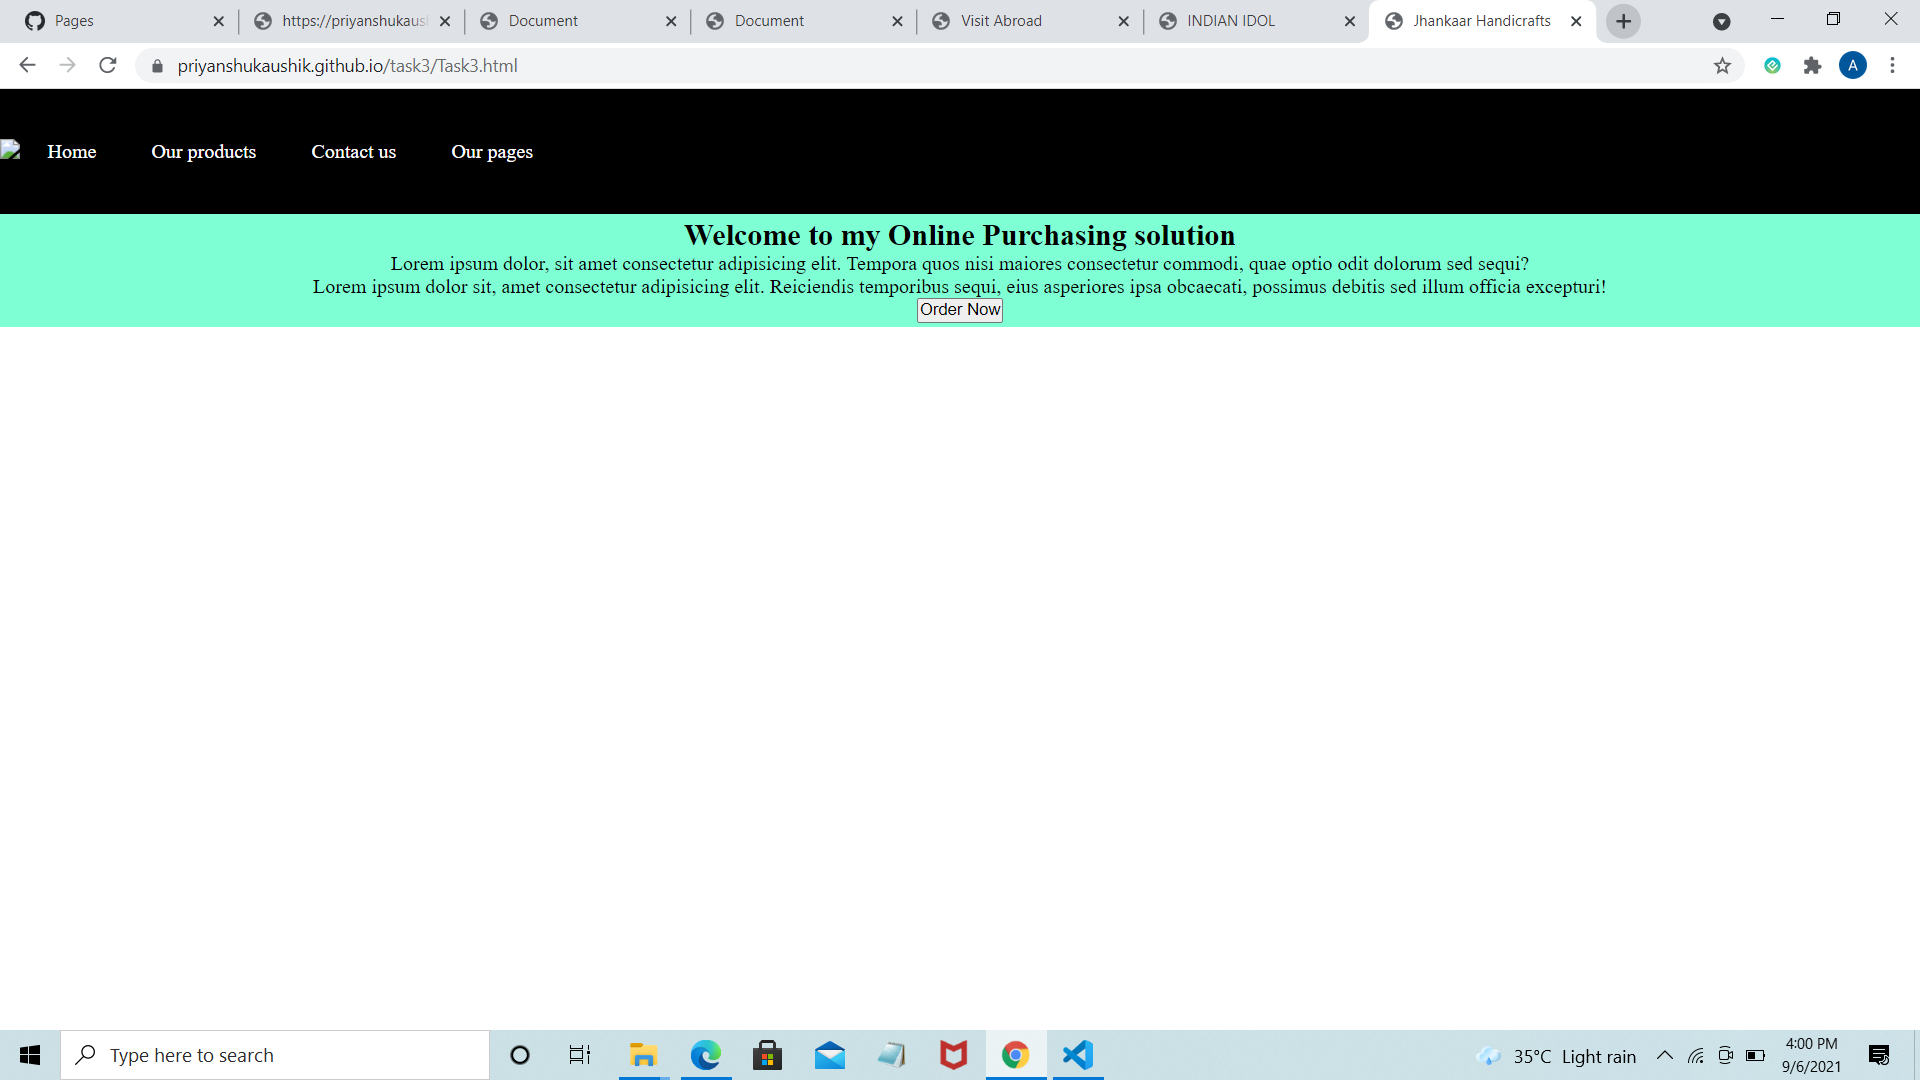 Pages
https://priyanshukaus
Document
Document
Visit Abroad
INDIAN IDOL
Jhankaar Handicrafts
priyanshukaushik.github.io/task3/Task3.html
A
Home Our products Contact us Our pages
Welcome to my Online Purchasing solution
Lorem ipsum dolor, sit amet consectetur adipisicing elit. Tempora quos nisi maiores consectetur commodi, quae optio odit dolorum sed sequi?
Lorem ipsum dolor sit, amet consectetur adipisicing elit. Reiciendis temporibus sequi, eius asperiores ipsa obcaecati, possimus debitis sed illum officia excepturi!
Order Now
Type here to search
35°C Light rain
4:00 PM
9/6/2021